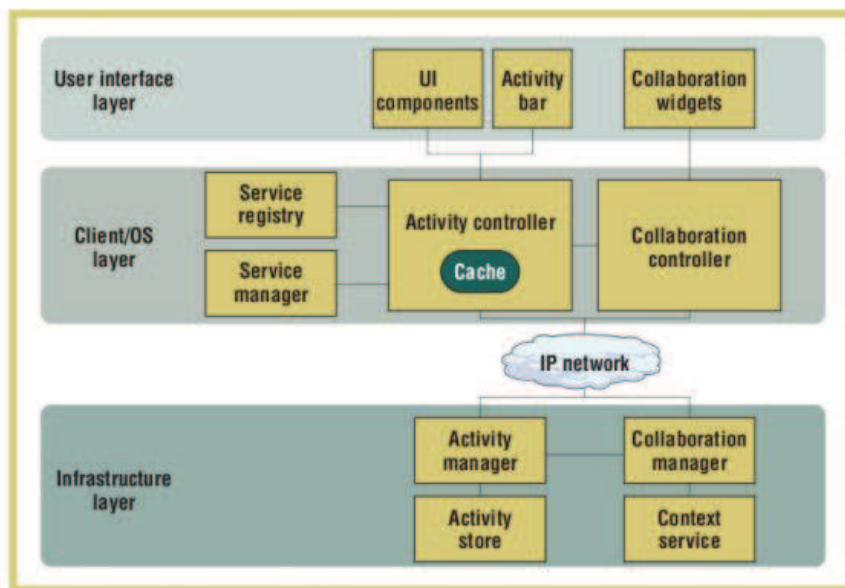 User interface
layer
UI
components
Activity
bar
Collaboration
widgets
Client/OS
layer
Service
registry
Service
manager
Activity controller
Cache
Collaboration
controller
IP network
Infrastructure
layer
Activity
manager
Collaboration
manager
Activity
store
Context
service